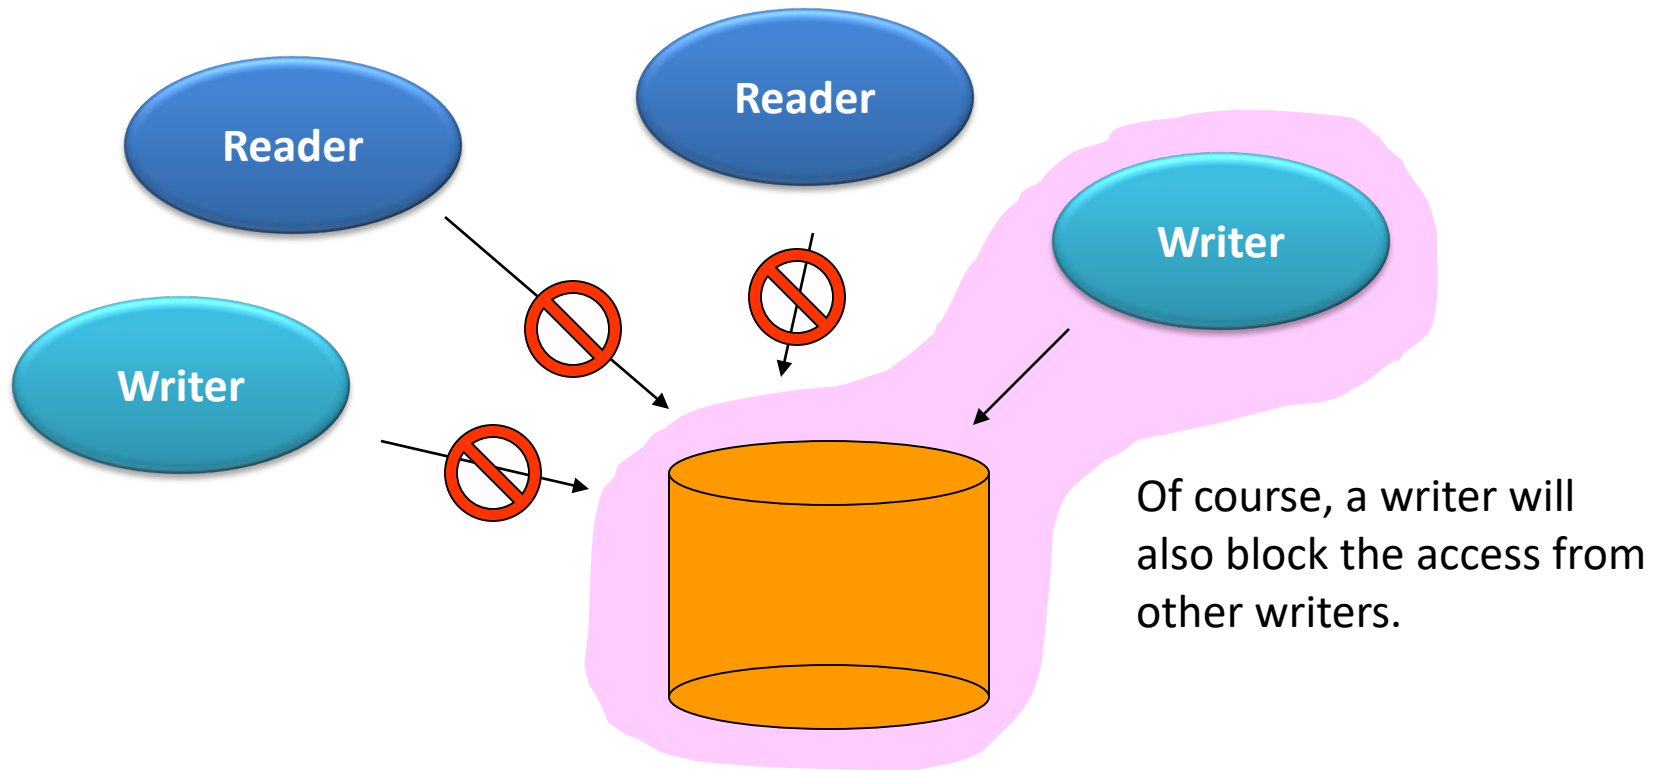 Reader
Reader
Writer
Writer
Of course, a writer will
also block the access from
other writers.